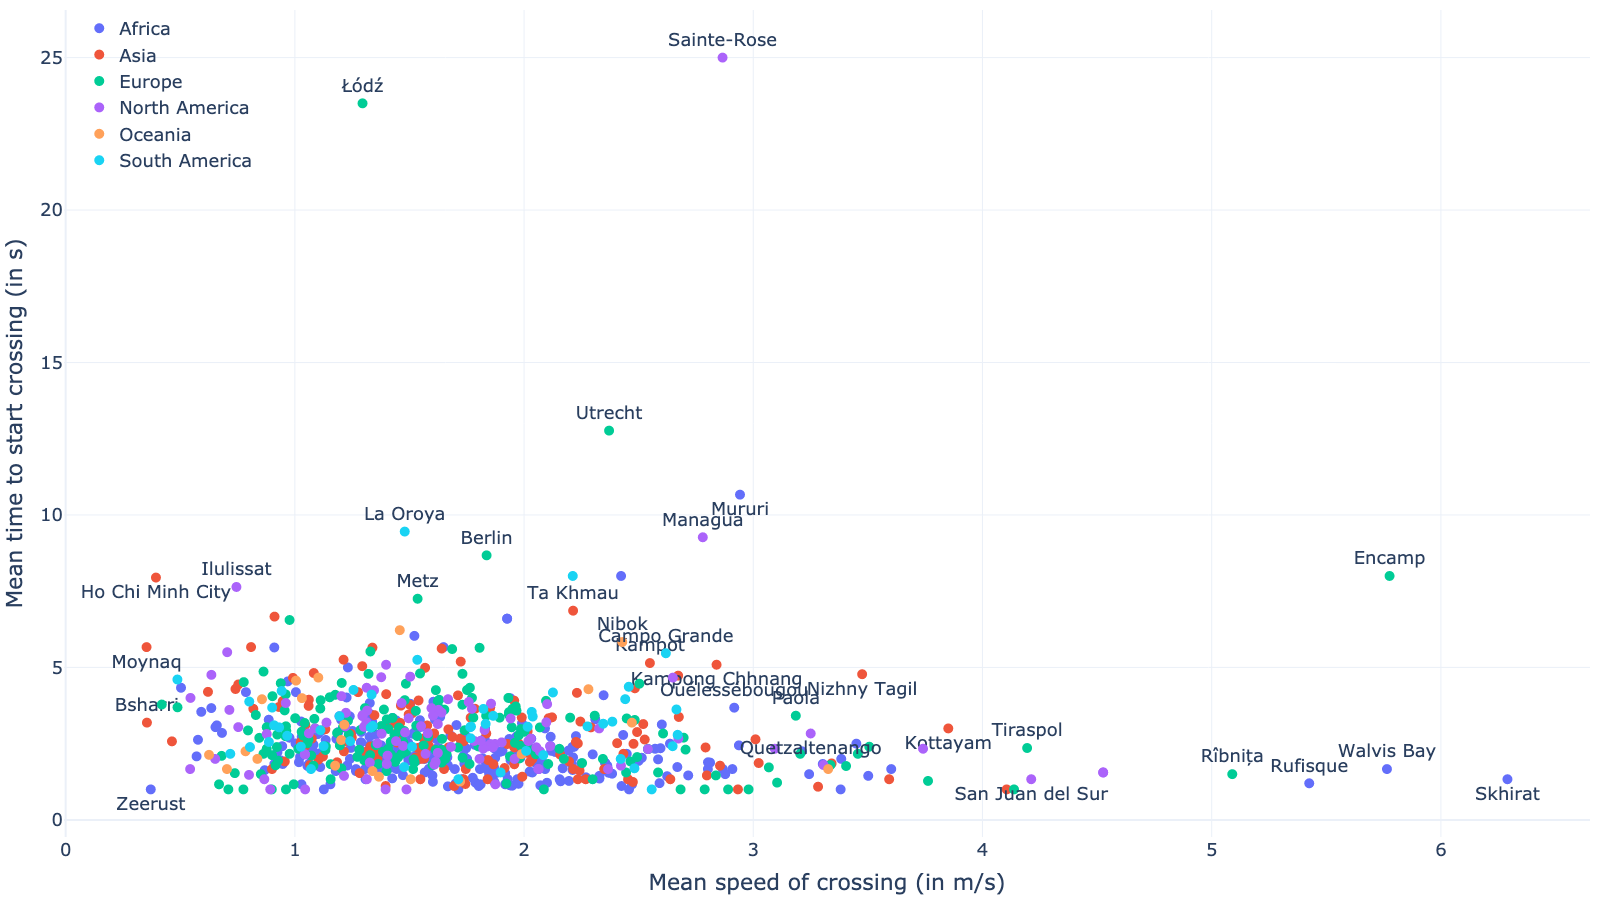 Africa
Asia
Europe
North America
Oceania
South America
Mean time to start crossing (in s)
25
20
15
10
5
0
Sainte-Rose
Łódź
Utrecht
Mururi
La Oroya
Managua
Berlin
Encamp
Ilulissat
Metz
Ho Chi Minh City
Ta Khmau
Nibok
Campo Grande
Kampot
Moynaq
Kampong Chhnang
Ouelessebougou
Nizhny Tagil
Paola
Bsharri
Tiraspol
Kottayam
Quetzaltenango
Walvis Bay
Rîbnița
Rufisque
San Juan del Sur
Skhirat
Zeerust
0 1 2 3 4 5 6
Mean speed of crossing (in m/s)